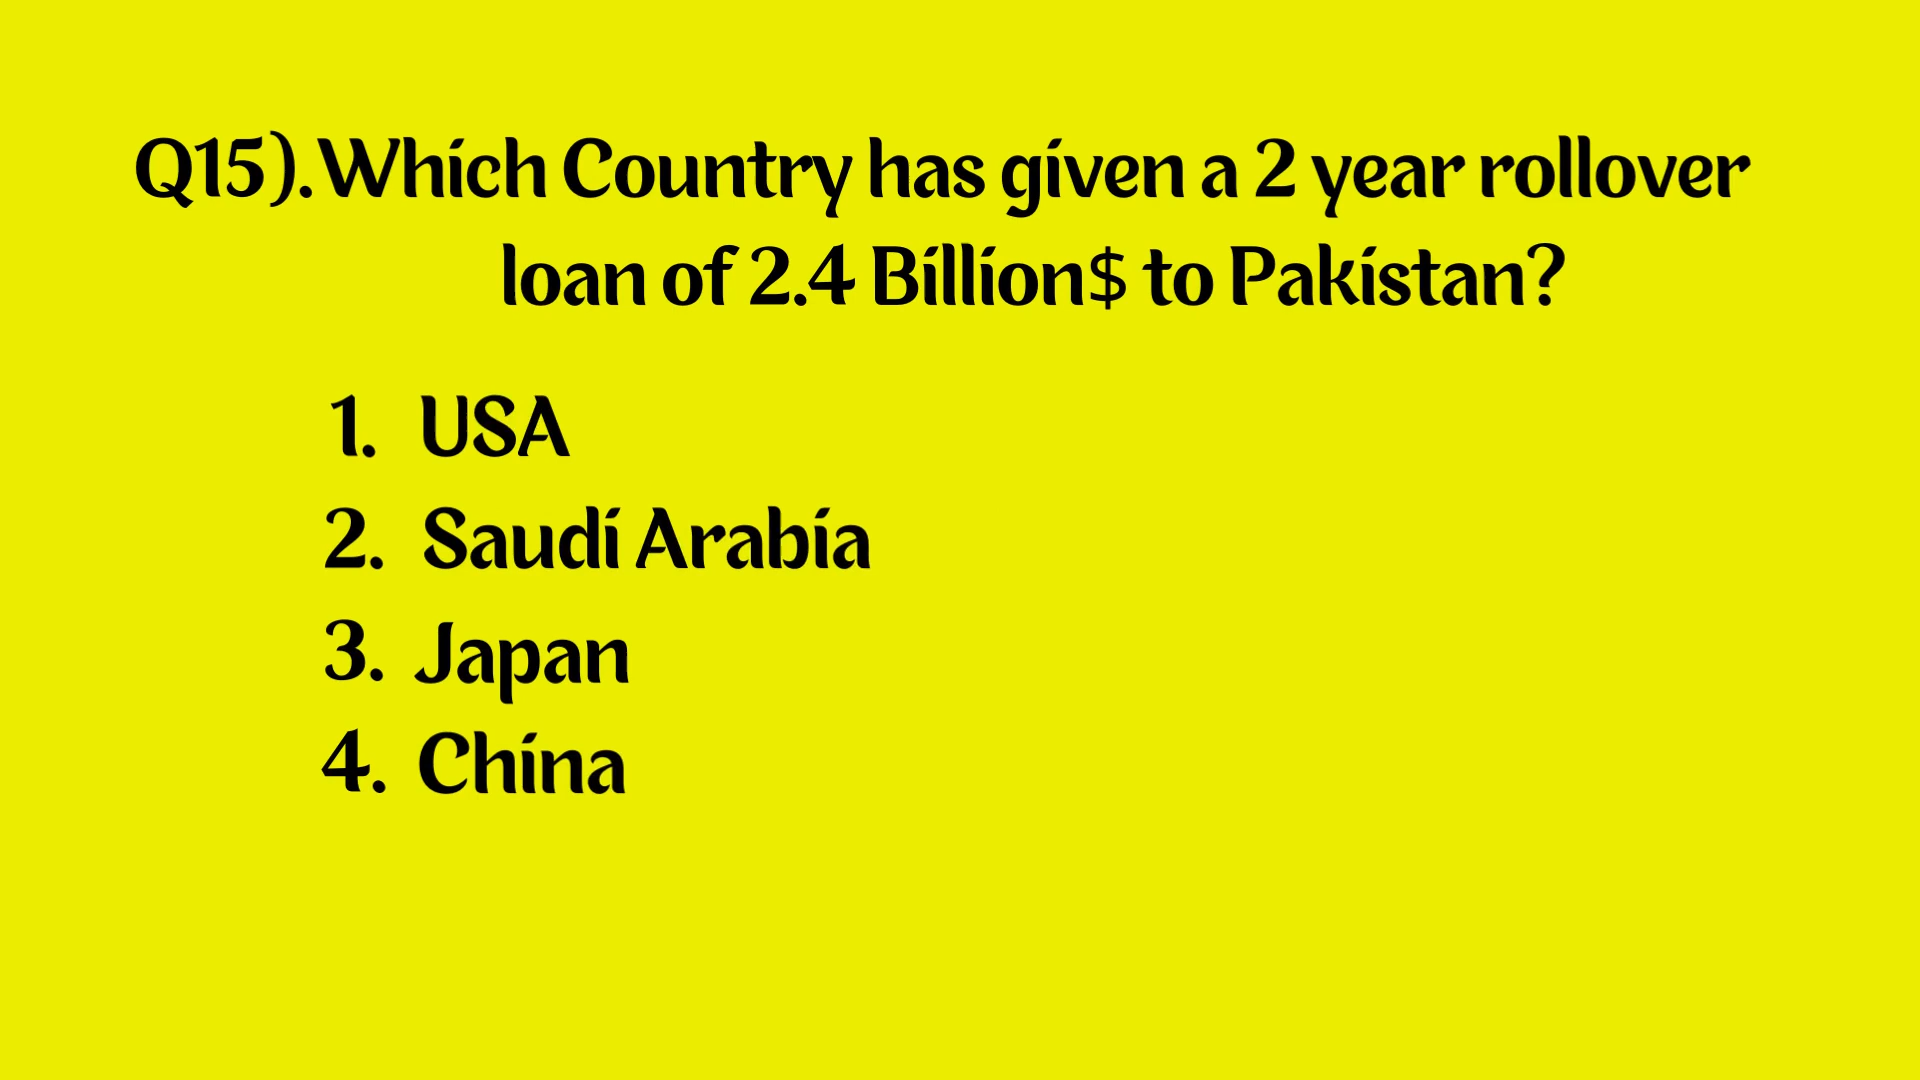 Q15).Which Country has given a 2 year rollover
loan of 2.4 Billion$ to Pakistan?
1. USA
2. Saudi Arabia
3. Japan
4. China